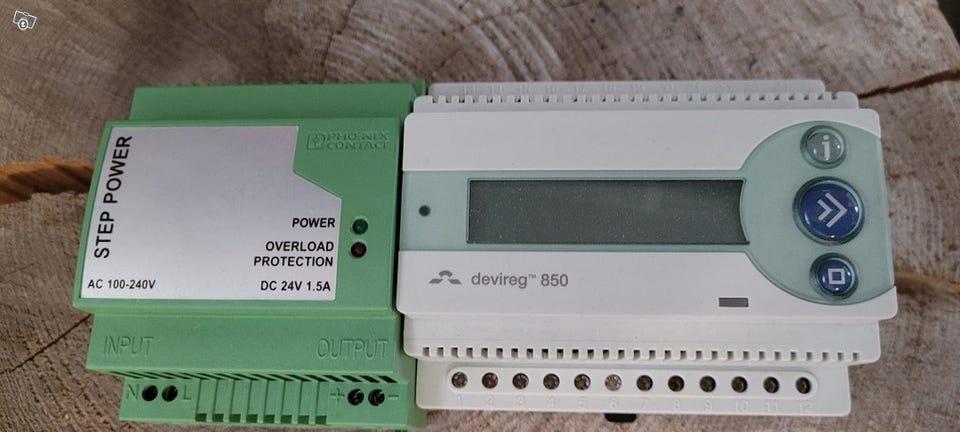 STEP POWER
PHOENIX
CONTACT
POWER
OVERLOAD
PROTECTION
AC 100-240V
DC 24V 1.5A
INPUT
OUTPUT
N
L
+
−
i
devireg™ 850
1 2 3 4 5 6 7 8 9 10 11 12